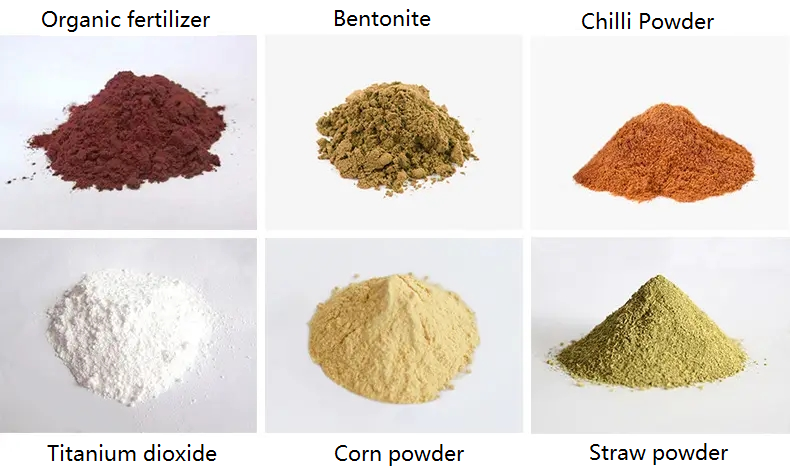 Organic fertilizer
Bentonite
Chilli Powder
Titanium dioxide
Corn powder
Straw powder